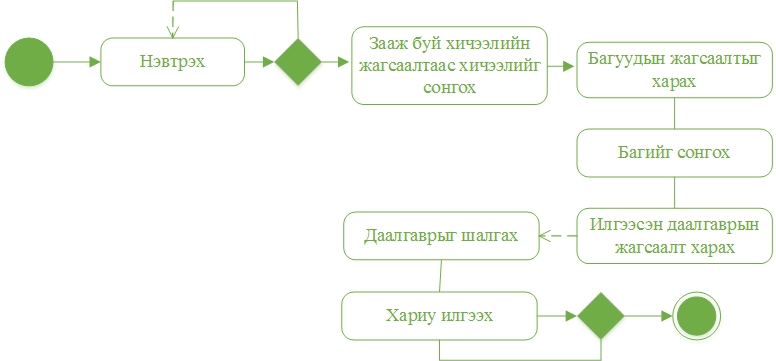 Нэвтрэх
Зааж буй хичээлийн
жагсаалтаас хичээлийг
сонгох
Багуудын жагсаалтыг
харах
Багийг сонгох
Илгээсэн даалгаврын
жагсаалт харах
Даалгаврыг шалгах
Хариу илгээх